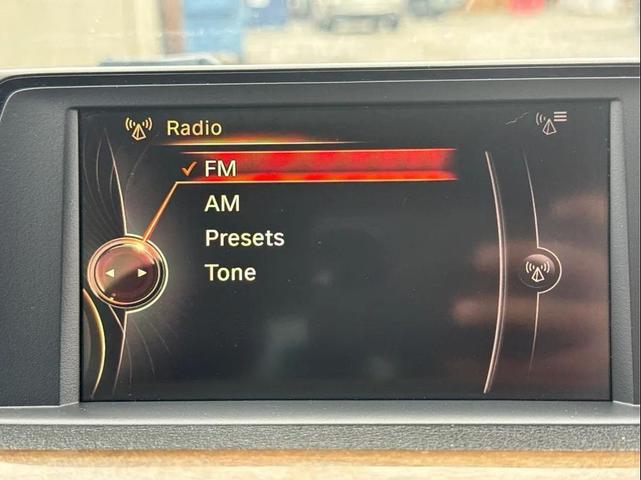 Radio
FM
AM
Presets
Tone